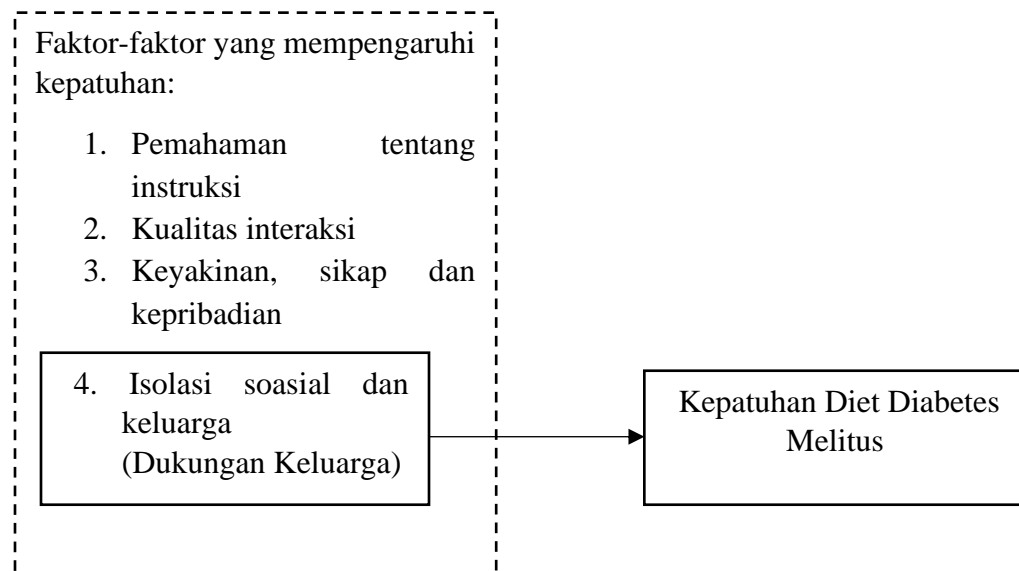 Faktor-faktor yang mempengaruhi
kepatuhan:
1. Pemahaman tentang
instruksi
2. Kualitas interaksi
3. Keyakinan, sikap dan
kepribadian
4. Isolasi soasial dan
keluarga
(Dukungan Keluarga)
Kepatuhan Diet Diabetes
Melitus